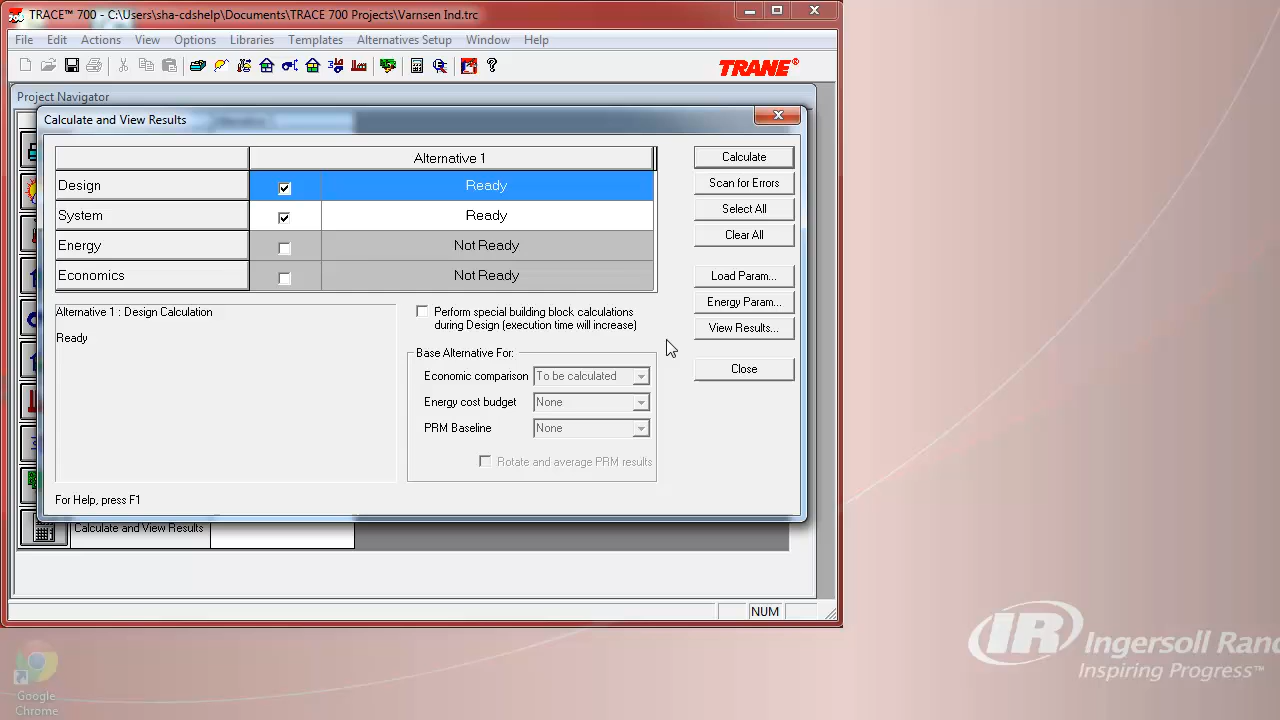 TRACE™ 700 - C:\Users\sha-cdshelp\Documents\TRACE 700 Projects\Varnsen Ind.trc
File Edit Actions View Options Libraries Templates Alternatives Setup Window Help
TRANE®
Project Navigator
Calculate and View Results
Alternative 1
Design Ready
System Ready
Energy Not Ready
Economics Not Ready
Calculate
Scan for Errors
Select All
Clear All
Load Param...
Energy Param...
View Results...
Close
Alternative 1 : Design Calculation
Ready
Perform special building block calculations
during Design (execution time will increase)
Base Alternative For:
Economic comparison To be calculated
Energy cost budget None
PRM Baseline None
Rotate and average PRM results
For Help, press F1
Calculate and View Results
NUM
IR Ingersoll Rand
Inspiring Progress™
Google
Chrome